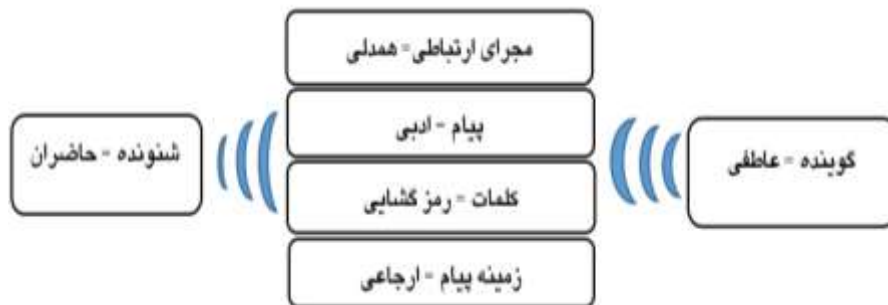 مجرای ارتباطی= همدلی
پیام = ادبی
گوینده = عاطفی
شنونده = حاضران
کلمات = رمز گشایی
زمینه پیام = ارجاعی